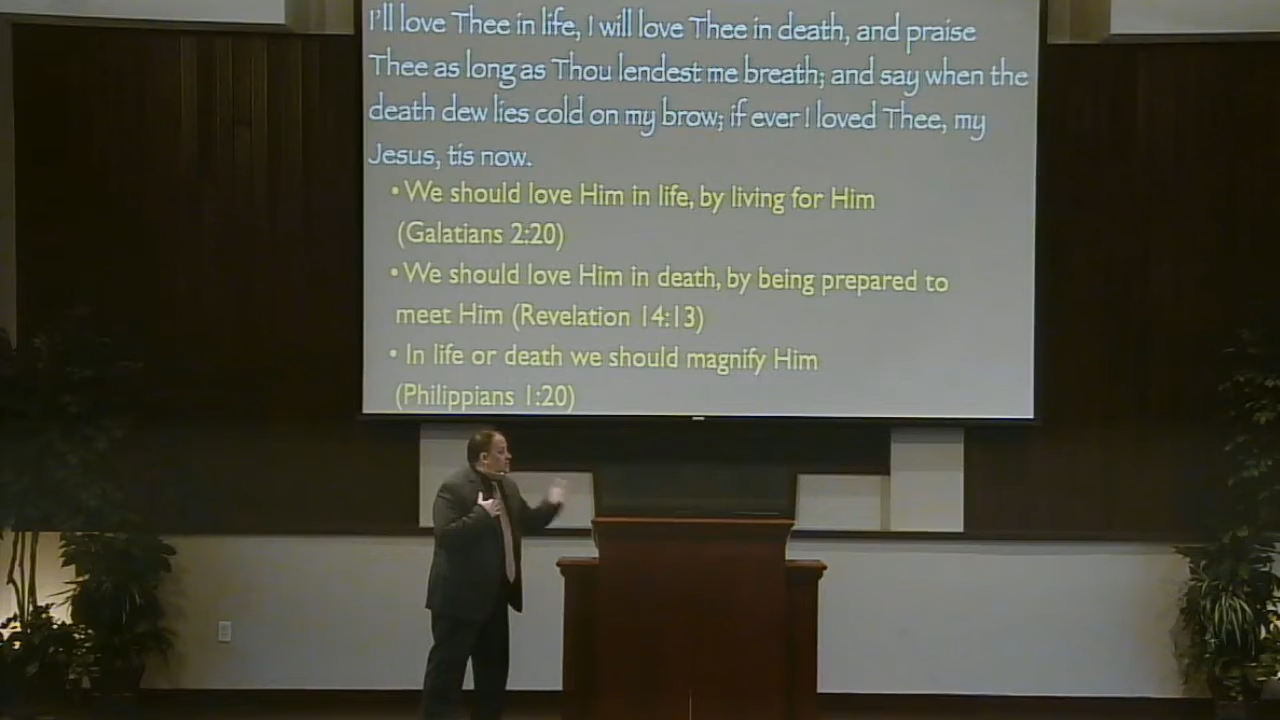 I'll love Thee in life, I will love Thee in death, and praise
Thee as long as Thou lendest me breath; and say when the
death dew lies cold on my brow; if ever I loved Thee, my
Jesus, tis now.
• We should love Him in life, by living for Him
(Galatians 2:20)
• We should love Him in death, by being prepared to
meet Him (Revelation 14:13)
• In life or death we should magnify Him
(Philippians 1:20)